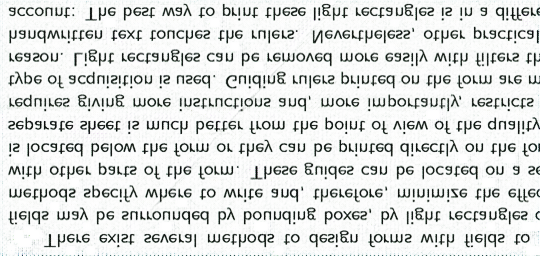 There exist several methods to design forms with fields to
fields may be surrounded by bounding boxes, by light rectangles o
methods specify where to write and, therefore, minimize the effec
with other parts of the form. These guides can be located on a se
is located below the form or they can be printed directly on the for
separate sheet is much better from the point of view of the quality
requires giving more instructions and, more importantly, restricts
type of acquisition is used. Guiding rulers printed on the form are m
reason. Light rectangles can be removed more easily with filters th
handwritten text touches the rulers. Nevertheless, other practical
account: The best way to print these light rectangles is in a differe